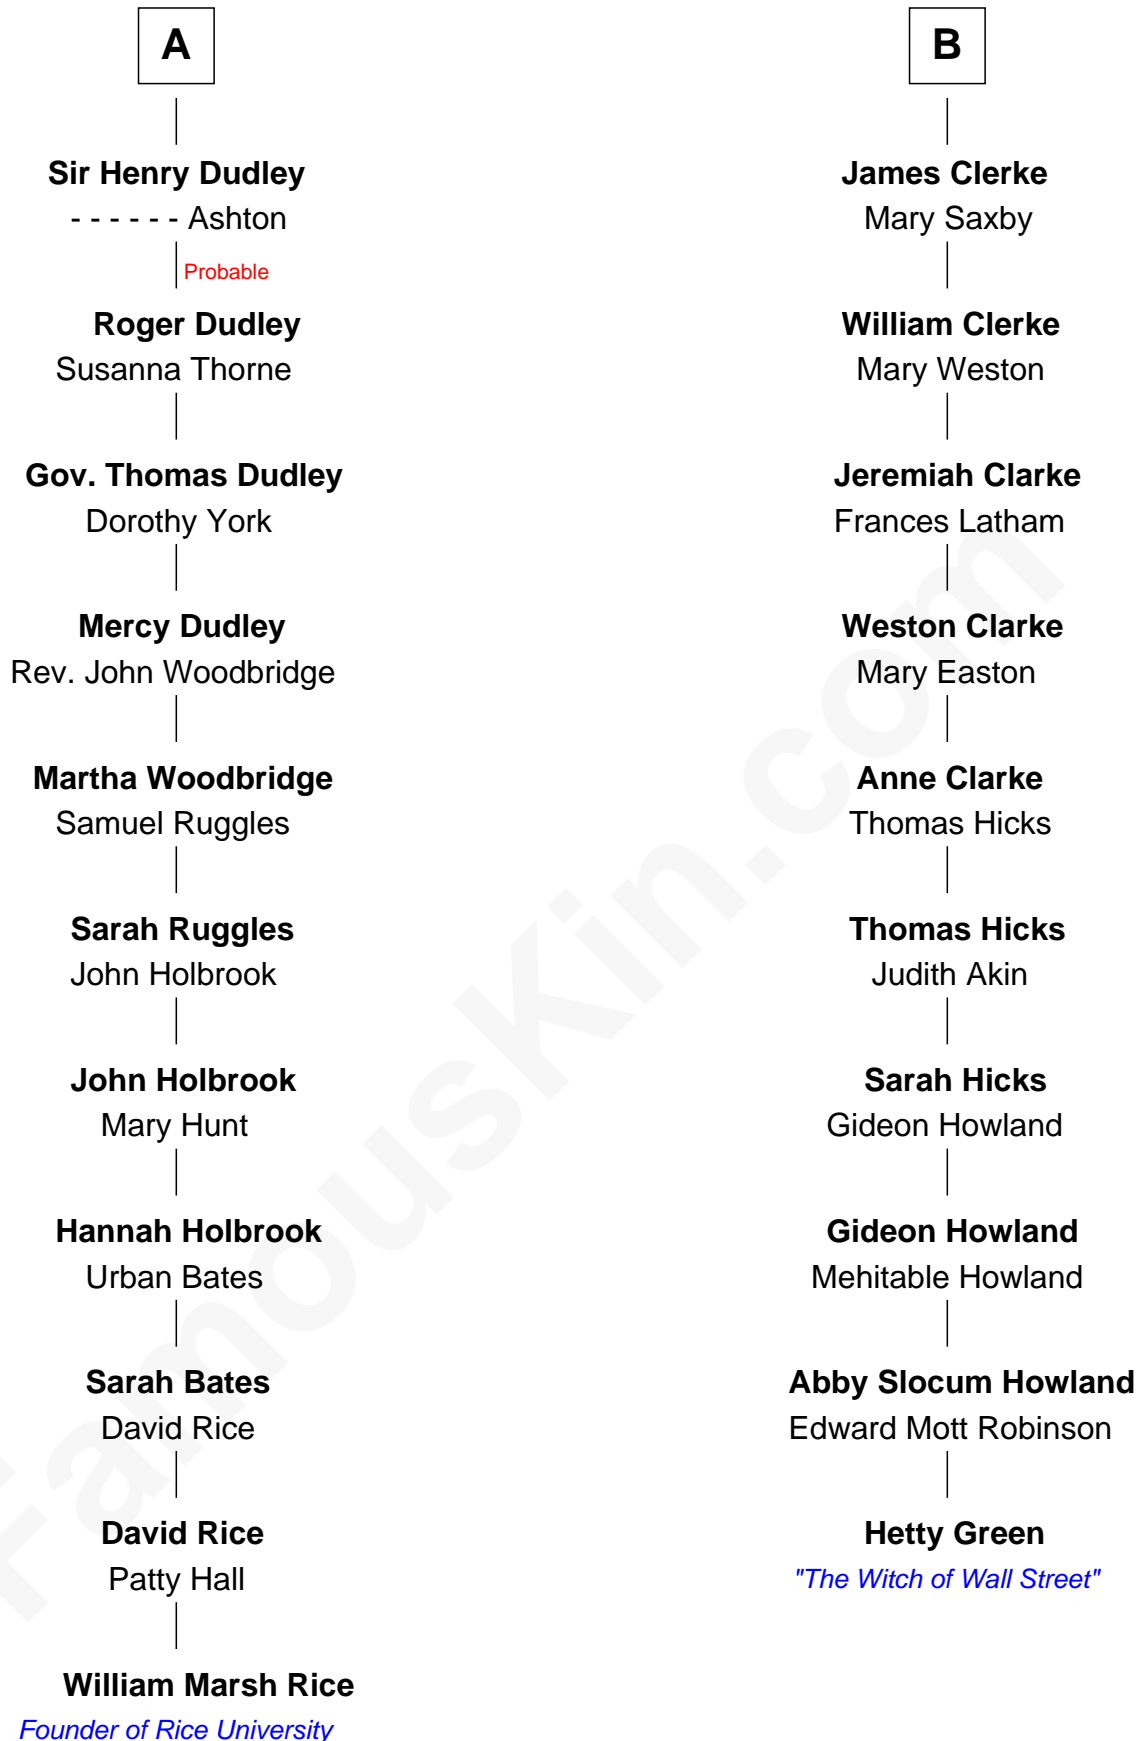 A
Sir Henry Dudley
- - - - - - Ashton
Probable
Roger Dudley
Susanna Thorne
Gov. Thomas Dudley
Dorothy York
Mercy Dudley
Rev. John Woodbridge
Martha Woodbridge
Samuel Ruggles
Sarah Ruggles
John Holbrook
John Holbrook
Mary Hunt
Hannah Holbrook
Urban Bates
Sarah Bates
David Rice
David Rice
Patty Hall
William Marsh Rice
Founder of Rice University
B
James Clerke
Mary Saxby
William Clerke
Mary Weston
Jeremiah Clarke
Frances Latham
Weston Clarke
Mary Easton
Anne Clarke
Thomas Hicks
Thomas Hicks
Judith Akin
Sarah Hicks
Gideon Howland
Gideon Howland
Mehitable Howland
Abby Slocum Howland
Edward Mott Robinson
Hetty Green
"The Witch of Wall Street"
FamousKin.com